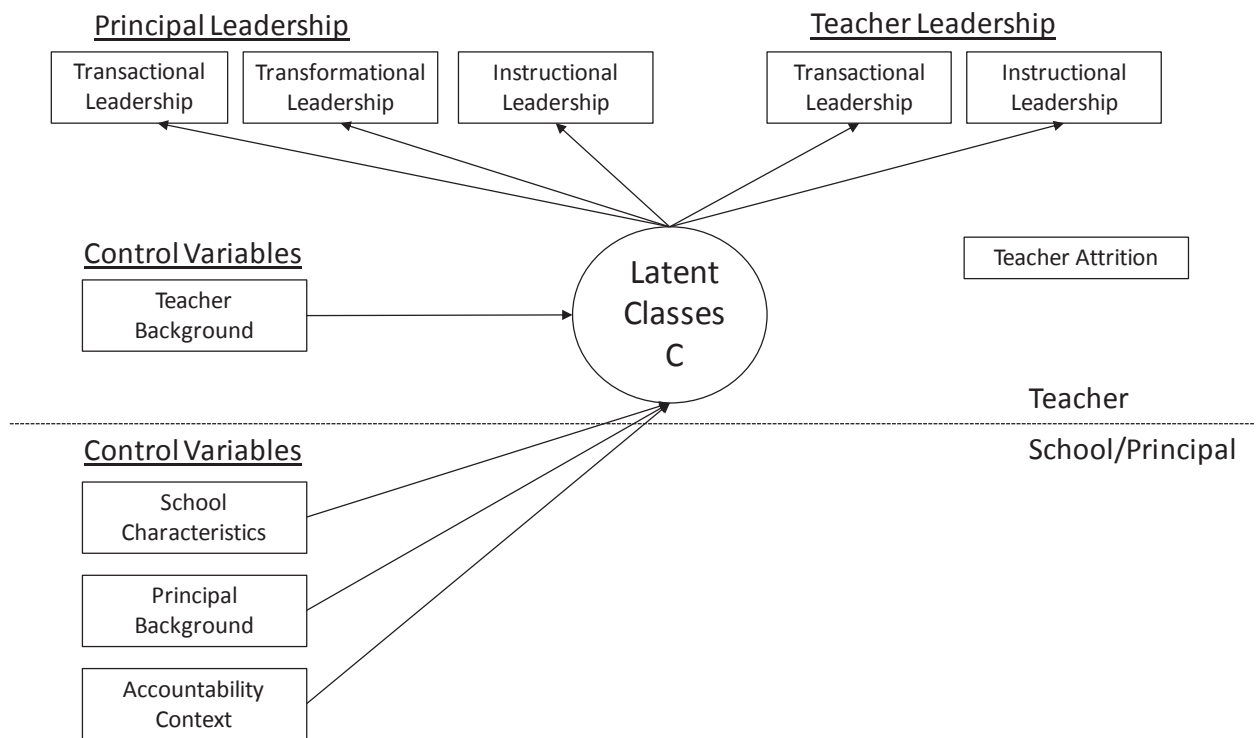 Principal Leadership
Teacher Leadership
Transactional
Leadership
Transformational
Leadership
Instructional
Leadership
Transactional
Leadership
Instructional
Leadership
Control Variables
Teacher
Background
Latent
Classes
C
Teacher Attrition
Teacher
School/Principal
Control Variables
School
Characteristics
Principal
Background
Accountability
Context